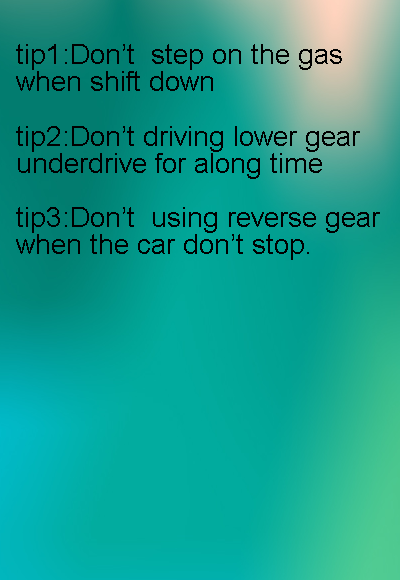 tip1:Don’t  step on the gas
when shift down
tip2:Don’t driving lower gear
underdrive for along time
tip3:Don’t  using reverse gear
when the car don’t stop.